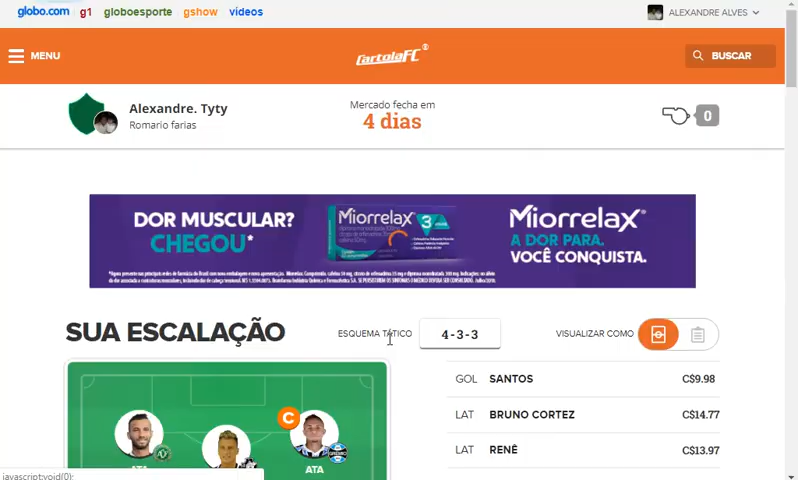 globo.com g1 globoesporte gshow vídeos ALEXANDRE ALVES
MENU CartolaFC® BUSCAR
Alexandre. Tyty
Romario farias
Mercado fecha em
4 dias
0
DOR MUSCULAR?
CHEGOU*
Miorrelax 3
Miorrelax®
A DOR PARA.
VOCÊ CONQUISTA.
SUA ESCALAÇÃO
ESQUEMA TÁTICO 4-3-3 VISUALIZAR COMO
C
ATA
ATA
GOL SANTOS C$9.98
LAT BRUNO CORTEZ C$14.77
LAT RENÊ C$13.97
javascript:void(0);